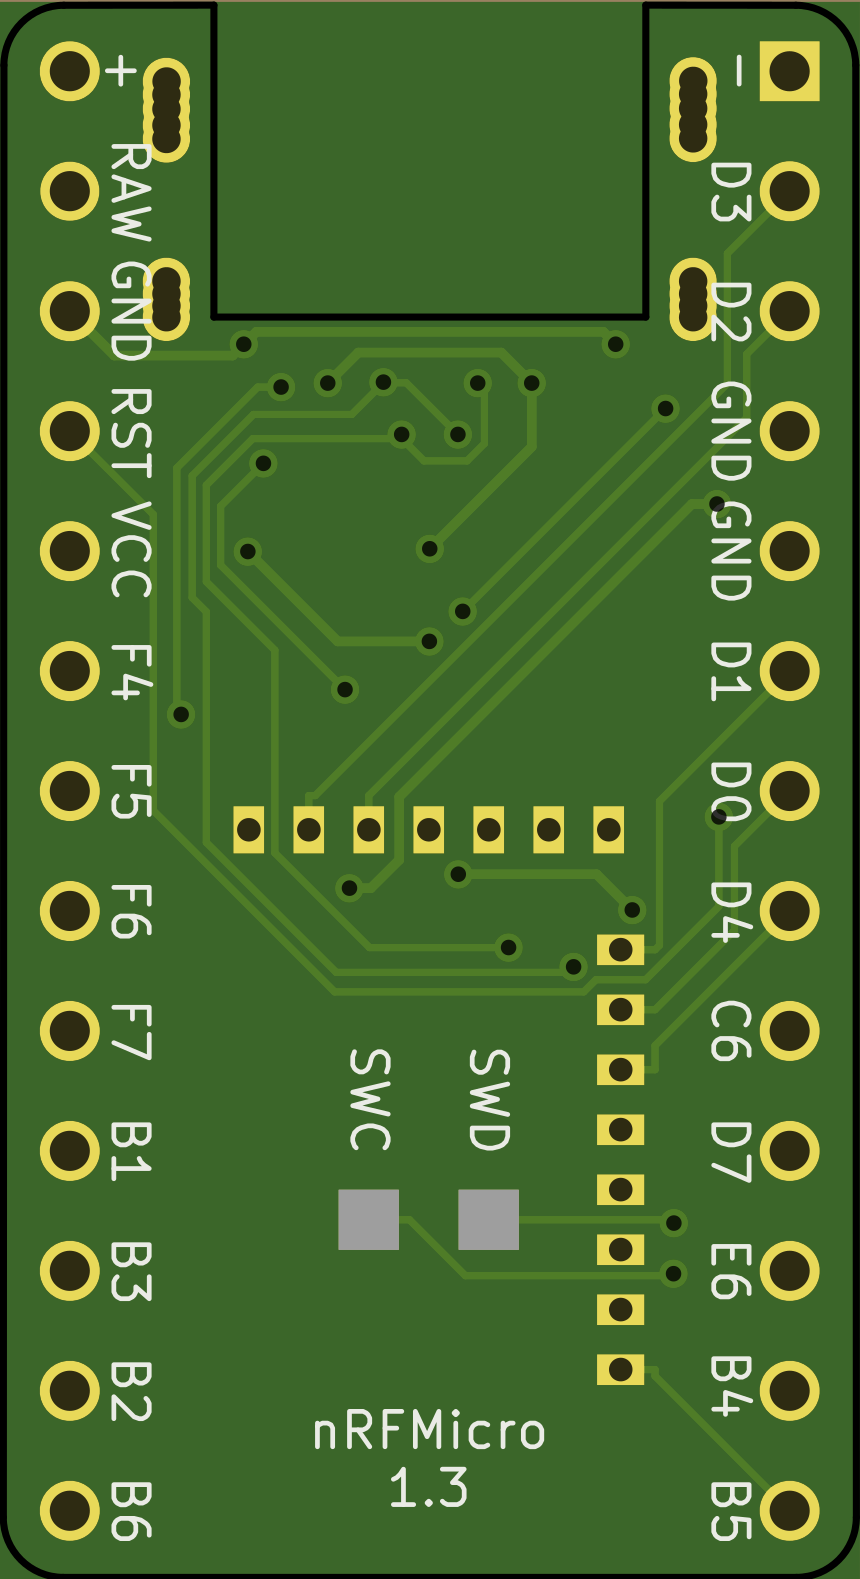 +
RAW
GND
RST
VCC
F4
F5
F6
F7
B1
B3
B2
B6
−
D3
D2
GND
GND
D1
D0
D4
C6
D7
E6
B4
B5
SWC
SWD
nRFMicro
1.3